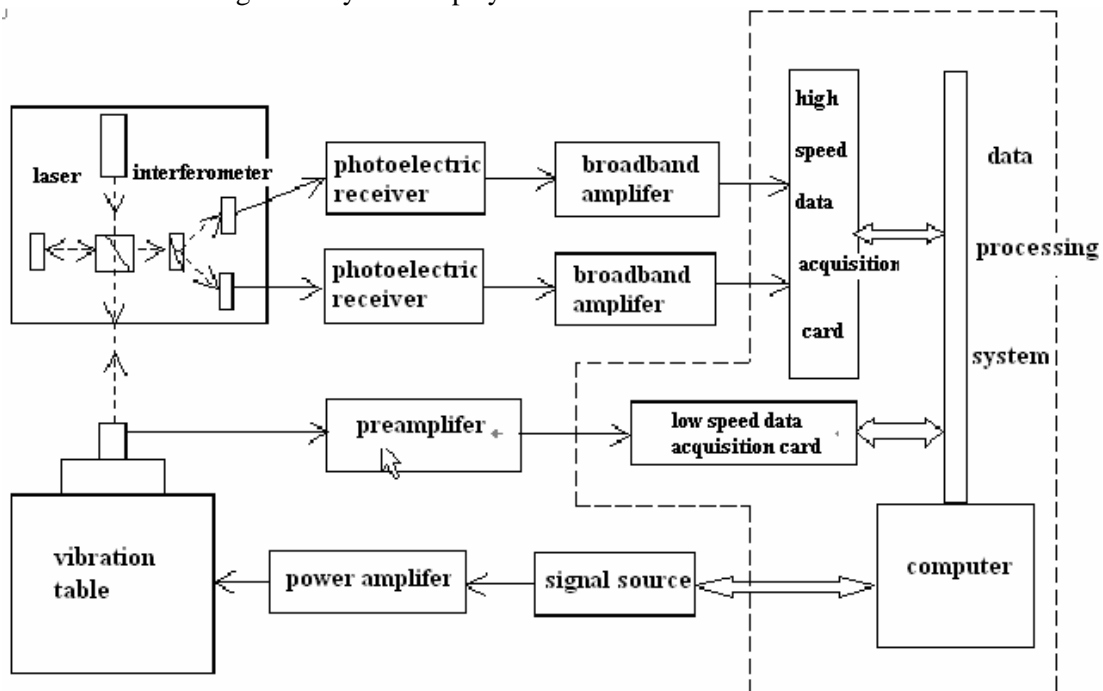 laser
interferometer
photoelectric
receiver
broadband
amplifer
high
speed
data
acquisition
card
data
processing
system
photoelectric
receiver
broadband
amplifer
preamplifer
low speed data
acquisition card
vibration
table
power amplifer
signal source
computer